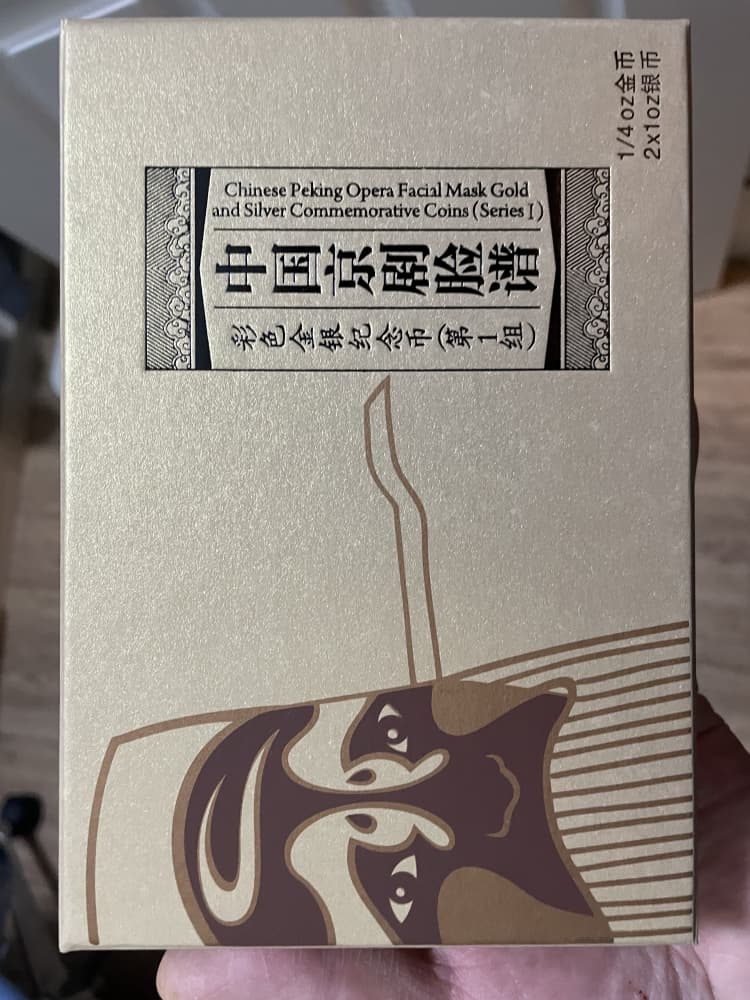 1/4oz金币
2x1oz银币
Chinese Peking Opera Facial Mask Gold
and Silver Commemorative Coins (Series I)
中国京剧脸谱
彩色金银纪念币(第1组)